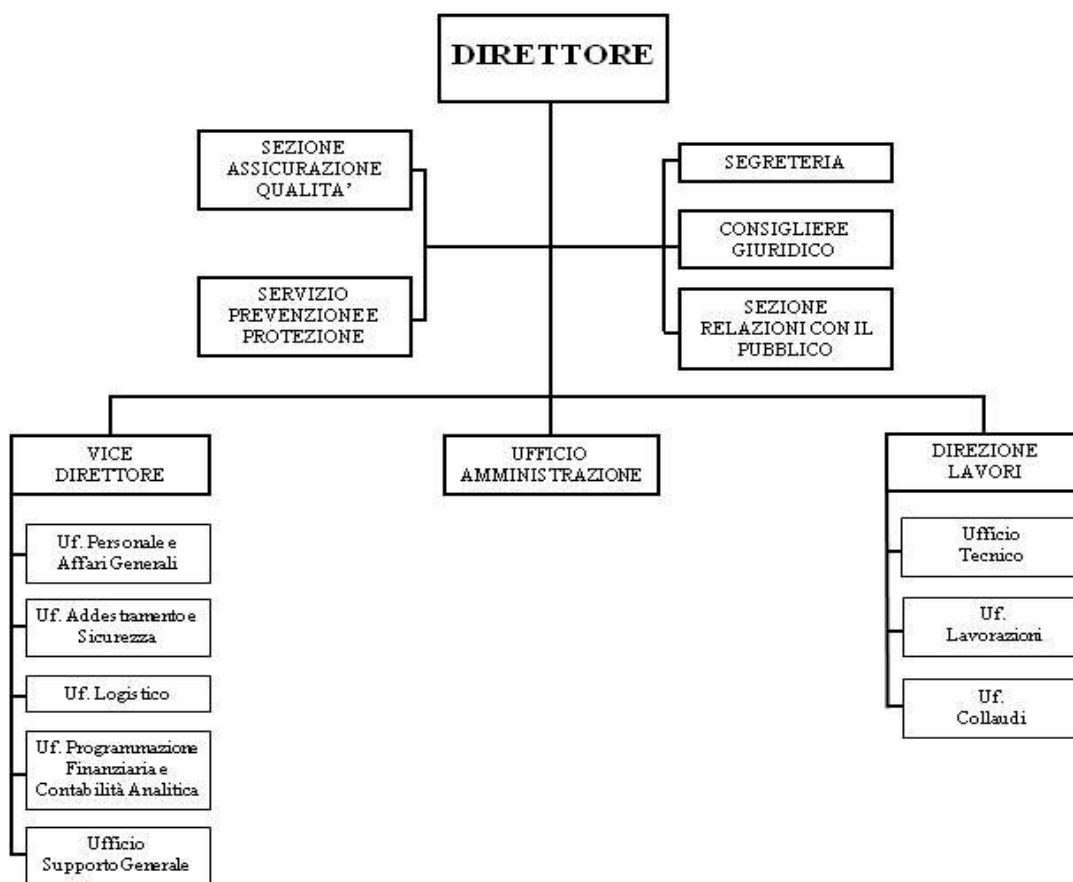 DIRETTORE
SEZIONE
ASSICURAZIONE
QUALITA’
SEGRETERIA
CONSIGLIERE
GIURIDICO
SERVIZIO
PREVENZIONE E
PROTEZIONE
SEZIONE
RELAZIONI CON IL
PUBBLICO
VICE
DIRETTORE
UFFICIO
AMMINISTRAZIONE
DIREZIONE
LAVORI
Uf. Personale e
Affari Generali
Uf. Addestramento e
Sicurezza
Uf. Logistico
Uf. Programmazione
Finanziaria e
Contabilità Analitica
Ufficio
Supporto Generale
Ufficio
Tecnico
Uf.
Lavorazioni
Uf.
Collaudi